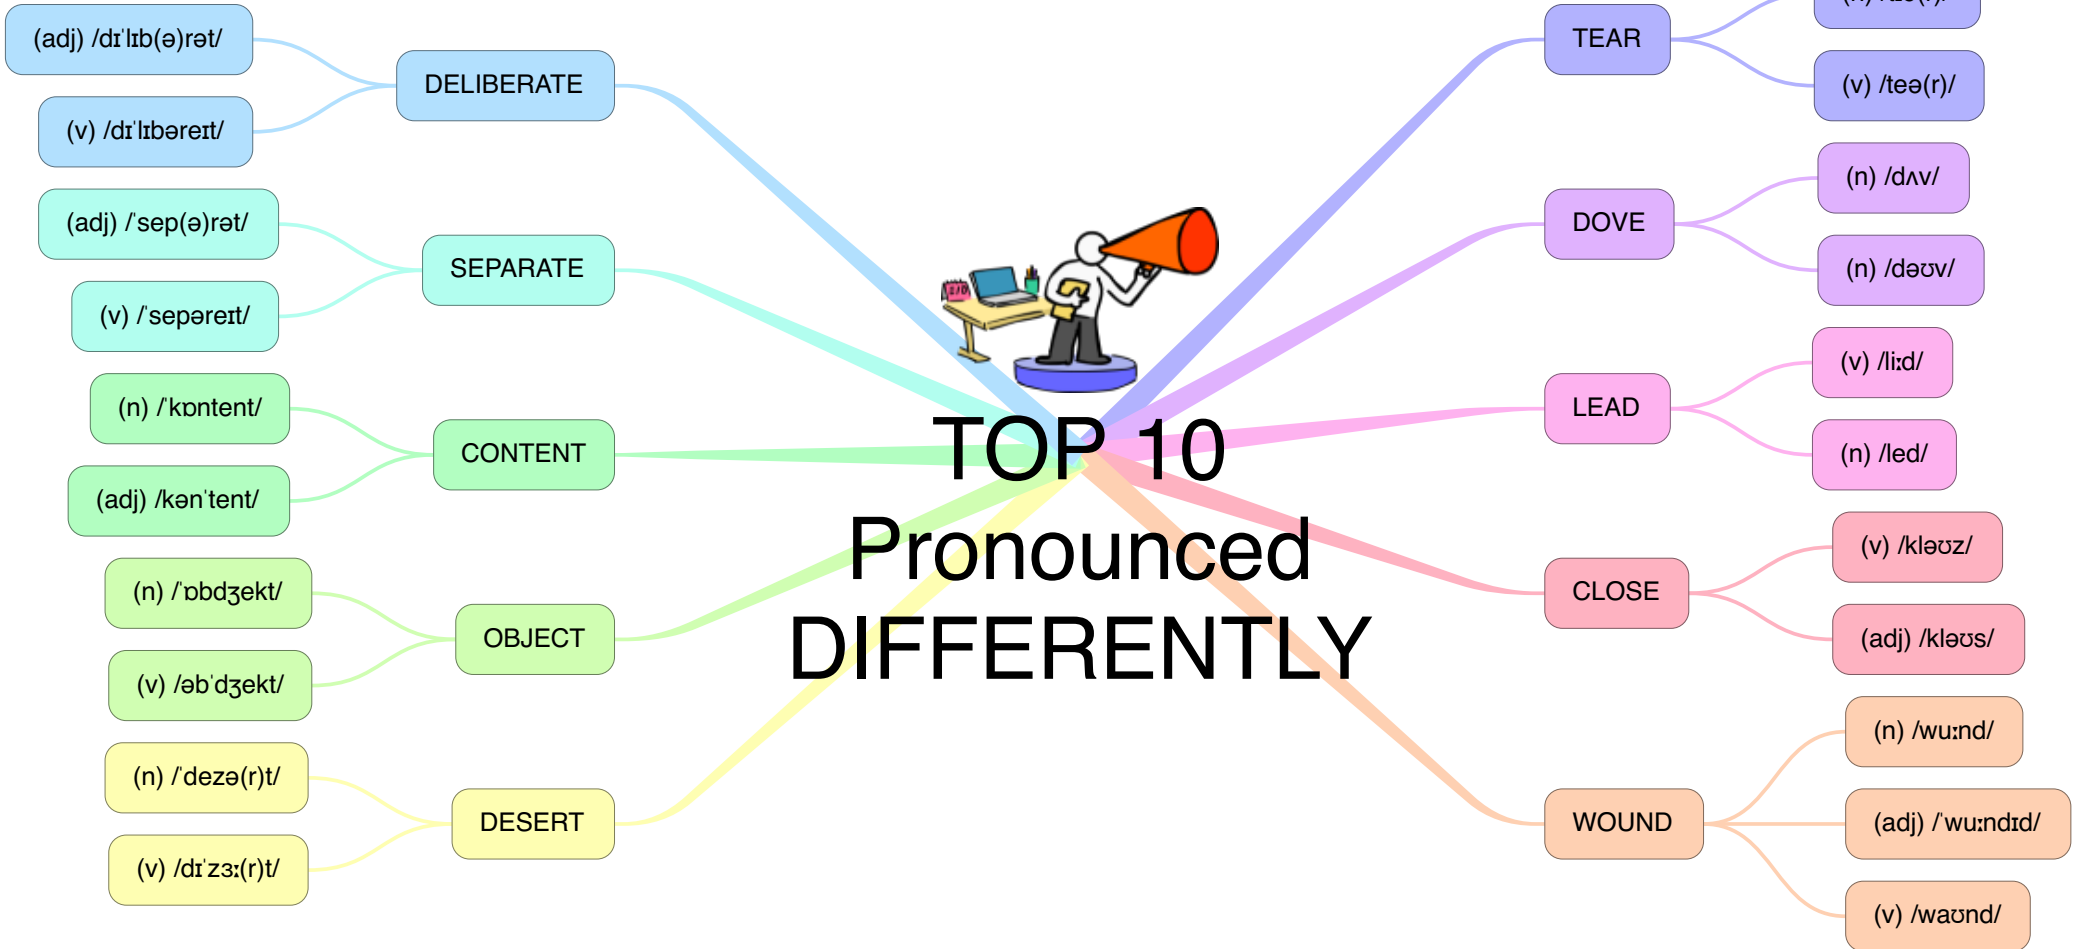 TOP 10
Pronounced
DIFFERENTLY
DELIBERATE
(adj) /dɪˈlɪb(ə)rət/
(v) /dɪˈlɪbəreɪt/
SEPARATE
(adj) /ˈsep(ə)rət/
(v) /ˈsepəreɪt/
CONTENT
(n) /ˈkɒntent/
(adj) /kənˈtent/
OBJECT
(n) /ˈɒbdʒekt/
(v) /əbˈdʒekt/
DESERT
(n) /ˈdezə(r)t/
(v) /dɪˈzɜː(r)t/
TEAR
(v) /teə(r)/
DOVE
(n) /dʌv/
(n) /dəʊv/
LEAD
(v) /liːd/
(n) /led/
CLOSE
(v) /kləʊz/
(adj) /kləʊs/
WOUND
(n) /wuːnd/
(adj) /ˈwuːndɪd/
(v) /waʊnd/